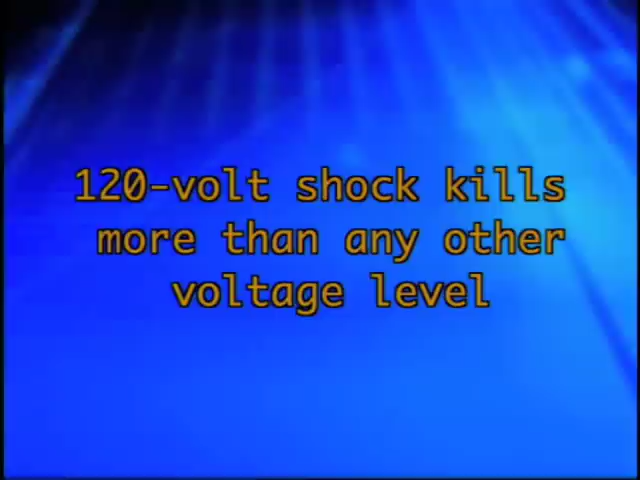 120-volt shock kills
more than any other
voltage level